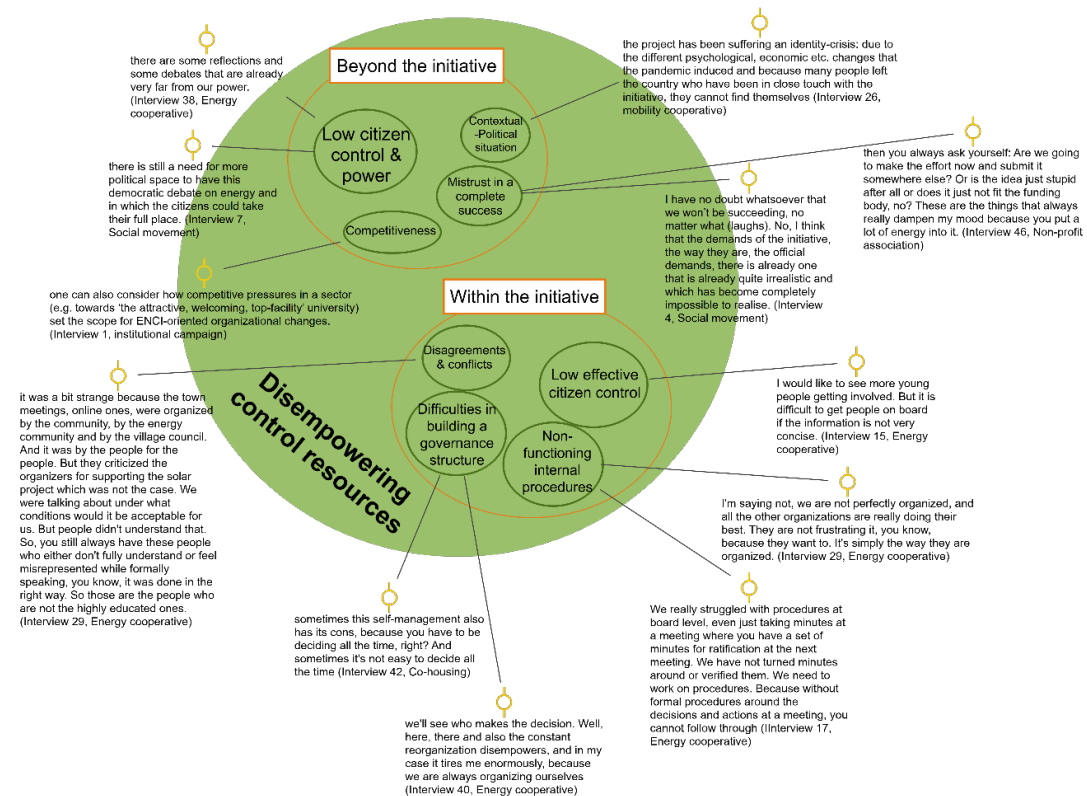 there are some reflections and
some debates that are already
very far from our power.
(Interview 38, Energy
cooperative)
Beyond the initiative
the project has been suffering an identity-crisis: due to
the different psychological, economic etc. changes that
the pandemic induced and because many people left
the country who have been in close touch with the
initiative, they cannot find themselves (Interview 26,
mobility cooperative)
Low citizen
control &
power
Contextual
-Political
situation
Mistrust in a
complete
success
Competitiveness
there is still a need for more
political space to have this
democratic debate on energy and
in which the citizens could take
their full place. (Interview 7,
Social movement)
then you always ask yourself: Are we going
to make the effort now and submit it
somewhere else? Or is the idea just stupid
after all or does it just not fit the funding
body, no? These are the things that always
really dampen my mood because you put a
lot of energy into it. (Interview 46, Non-profit
association)
I have no doubt whatsoever that
we won't be succeeding, no
matter what (laughs). No, I think
that the demands of the initiative,
the way they are, the official
demands, there is already one
that is already quite irrealistic and
which has become completely
impossible to realise. (Interview
4, Social movement)
one can also consider how competitive pressures in a sector
(e.g. towards 'the attractive, welcoming, top-facility' university)
set the scope for ENCI-oriented organizational changes.
(Interview 1, institutional campaign)
Within the initiative
Disagreements
& conflicts
Low effective
citizen control
Difficulties in
building a
governance
structure
Non-
functioning
internal
procedures
Disempowering
control resources
it was a bit strange because the town
meetings, online ones, were organized
by the community, by the energy
community and by the village council.
And it was by the people for the
people. But they criticized the
organizers for supporting the solar
project which was not the case. We
were talking about under what
conditions would it be acceptable for
us. But people didn't understand that.
So, you still always have these people
who either don't fully understand or feel
misrepresented while formally
speaking, you know, it was done in the
right way. So those are the people who
are not the highly educated ones.
(Interview 29, Energy cooperative)
I would like to see more young
people getting involved. But it is
difficult to get people on board
if the information is not very
concise. (Interview 15, Energy
cooperative)
I'm saying not, we are not perfectly organized, and
all the other organizations are really doing their
best. They are not frustrating it, you know,
because they want to. It's simply the way they are
organized. (Interview 29, Energy cooperative)
sometimes this self-management also
has its cons, because you have to be
deciding all the time, right? And
sometimes it's not easy to decide all
the time (Interview 42, Co-housing)
We really struggled with procedures at
board level, even just taking minutes at
a meeting where you have a set of
minutes for ratification at the next
meeting. We have not turned minutes
around or verified them. We need to
work on procedures. Because without
formal procedures around the
decisions and actions at a meeting, you
cannot follow through (IInterview 17,
Energy cooperative)
we'll see who makes the decision. Well,
here, there and also the constant
reorganization disempowers, and in my
case it tires me enormously, because
we are always organizing ourselves
(Interview 40, Energy cooperative)